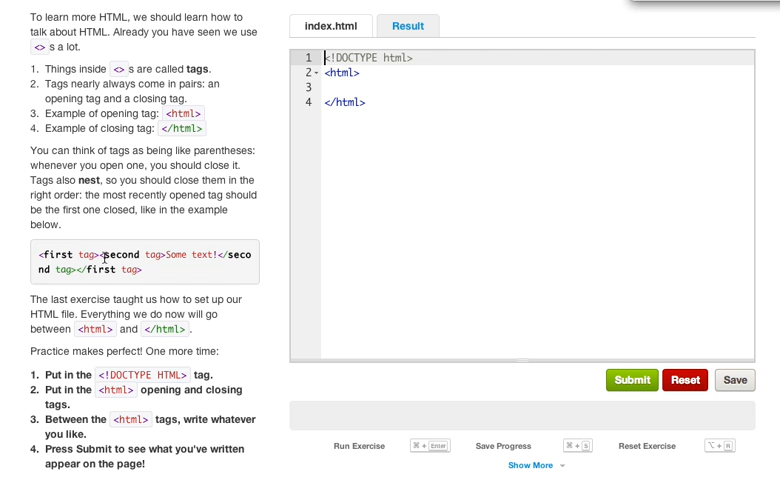 To learn more HTML, we should learn how to
talk about HTML. Already you have seen we use
<> s a lot.
1. Things inside <> s are called tags.
2. Tags nearly always come in pairs: an
opening tag and a closing tag.
3. Example of opening tag: <html>
4. Example of closing tag: </html>
You can think of tags as being like parentheses:
whenever you open one, you should close it.
Tags also nest, so you should close them in the
right order: the most recently opened tag should
be the first one closed, like in the example
below.
<first tag><second tag>Some text!</seco
nd tag></first tag>
The last exercise taught us how to set up our
HTML file. Everything we do now will go
between <html> and </html>.
Practice makes perfect! One more time:
1. Put in the <!DOCTYPE HTML> tag.
2. Put in the <html> opening and closing
tags.
3. Between the <html> tags, write whatever
you like.
4. Press Submit to see what you've written
appear on the page!
index.html Result
1 <!DOCTYPE html>
2 <html>
3
4 </html>
Submit Reset Save
Run Exercise ⌘ + Enter Save Progress ⌘ + S Reset Exercise ⌥ + R
Show More